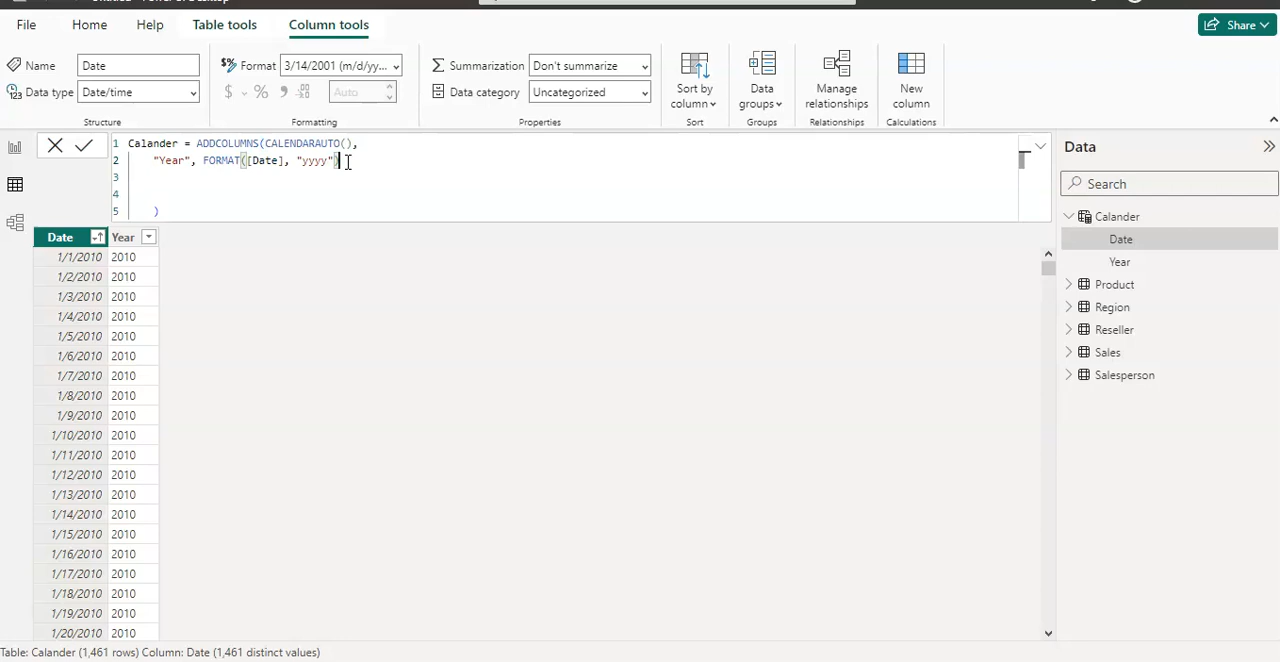 File Home Help Table tools Column tools Share
Name Date Format 3/14/2001 (m/d/yy... Summarization Don't summarize
Data type Date/time $ % 9 Auto Data category Uncategorized
Sort by column
Data groups
Manage relationships
New column
Structure Formatting Properties Sort Groups Relationships Calculations
1 Calander = ADDCOLUMNS(CALENDARAUTO(),
2 "Year", FORMAT([Date], "yyyy")
3
4
5 )
Date Year
1/1/2010 2010
1/2/2010 2010
1/3/2010 2010
1/4/2010 2010
1/5/2010 2010
1/6/2010 2010
1/7/2010 2010
1/8/2010 2010
1/9/2010 2010
1/10/2010 2010
1/11/2010 2010
1/12/2010 2010
1/13/2010 2010
1/14/2010 2010
1/15/2010 2010
1/16/2010 2010
1/17/2010 2010
1/18/2010 2010
1/19/2010 2010
1/20/2010 2010
Data
Search
Calander
Date
Year
Product
Region
Reseller
Sales
Salesperson
Table: Calander (1,461 rows) Column: Date (1,461 distinct values)